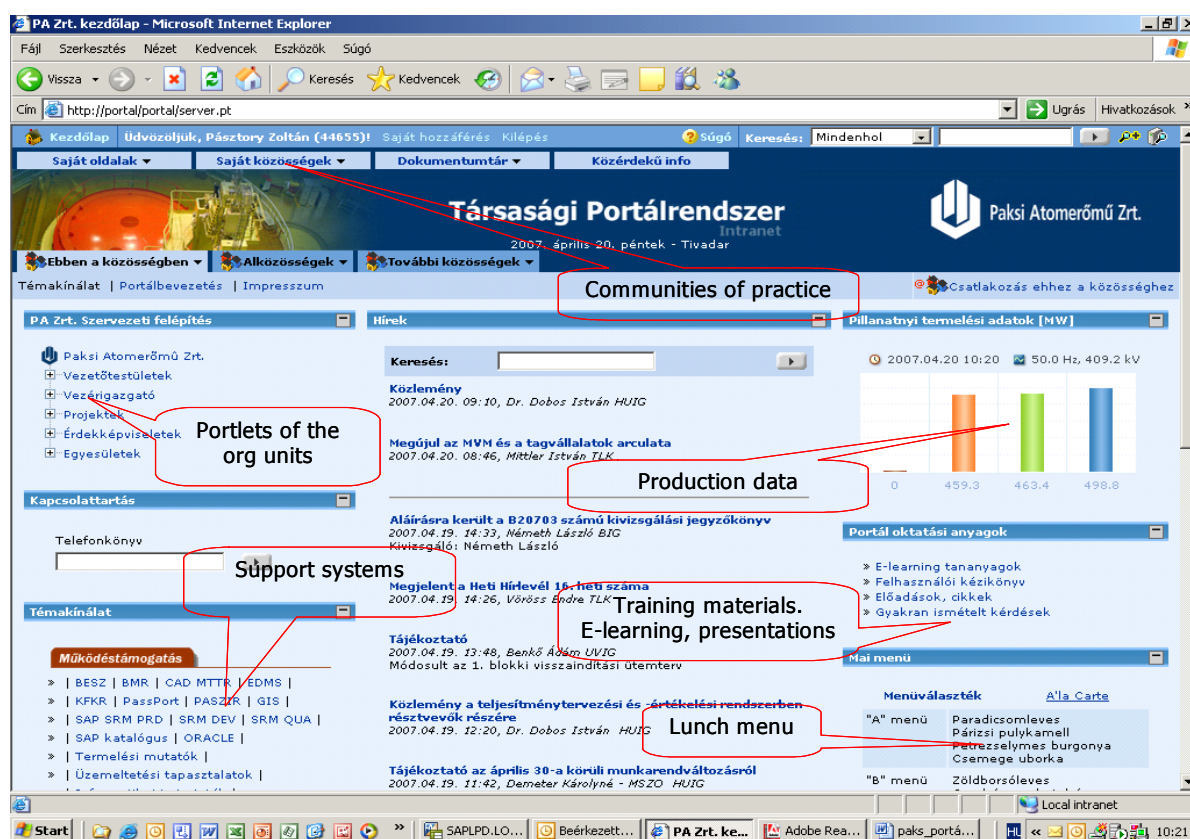 PA Zrt. kezdőlap - Microsoft Internet Explorer
Fájl Szerkesztés Nézet Kedvencek Eszközök Súgó
Vissza Keresés Kedvencek
Cím http://portal/portal/server.pt Ugrás Hivatkozások
Kezdőlap Üdvözöljük, Pásztory Zoltán (44655)! Saját hozzáférés Kilépés Súgó Keresés: Mindenhol
Saját oldalak Saját közösségek Dokumentumtár Közérdekű info
Társasági Portálrendszer
Intranet
2007. április 20. péntek - Tivadar
Paksi Atomerőmű Zrt.
Ebben a közösségben Alközösségek További közösségek
Témakínálat | Portálbevezetés | Impresszum
Csatlakozás ehhez a közösséghez
Communities of practice
PA Zrt. Szervezeti felépítés
Paksi Atomerőmű Zrt.
Vezetőtestületek
Vezérigazgató
Projektek
Érdekképviseletek
Egyesületek
Portlets of the
org units
Kapcsolattartás
Telefonkönyv
Support systems
Témakínálat
Működéstámogatás
» | BESZ | BMR | CAD MTTR | EDMS |
» | KFKR | PassPort | PASZIR | GIS |
» | SAP SRM PRD | SRM DEV | SRM QUA |
» | SAP katalógus | ORACLE |
» | Termelési mutatók |
» | Üzemeltetési tapasztalatok |
Hírek
Keresés:
Közlemény
2007.04.20. 09:10, Dr. Dobos István HUIG
Megújul az MVM és a tagvállalatok arculata
2007.04.20. 08:46, Mittler István TLK
Aláírásra került a B20703 számú kivizsgálási jegyzőkönyv
2007.04.19. 14:33, Németh László BIG
Kivizsgáló: Németh László
Megjelent a Heti Hírlevél 16. heti száma
2007.04.19. 14:26, Vöröss Endre TLK
Tájékoztató
2007.04.19. 13:48, Benkő Ádám UVIG
Módosult az 1. blokki visszaindítási ütemterv
Közlemény a teljesítménytervezési és -értékelési rendszerben
résztvevők részére
2007.04.19. 12:20, Dr. Dobos István HUIG
Tájékoztató az április 30-a körüli munkarendváltozásról
2007.04.19. 11:42, Demeter Károlyné - MSZO HUIG
Pillanatnyi termelési adatok [MW]
2007.04.20 10:20 50.0 Hz, 409.2 kV
0 459.3 463.4 498.8
Production data
Portál oktatási anyagok
» E-learning tananyagok
» Felhasználói kézikönyv
» Előadások, cikkek
» Gyakran ismételt kérdések
Training materials.
E-learning, presentations
Mai menü
Menüválaszték A'la Carte
"A" menü Paradicsomleves
Párizsi pulykamell
Petrezselymes burgonya
Csemege uborka
"B" menü Zöldborsóleves
Lunch menu
Local intranet
Start » SAPLPD.LO... Beérkezett... PA Zrt. ke... Adobe Rea... paks_portá... HL « 10:21